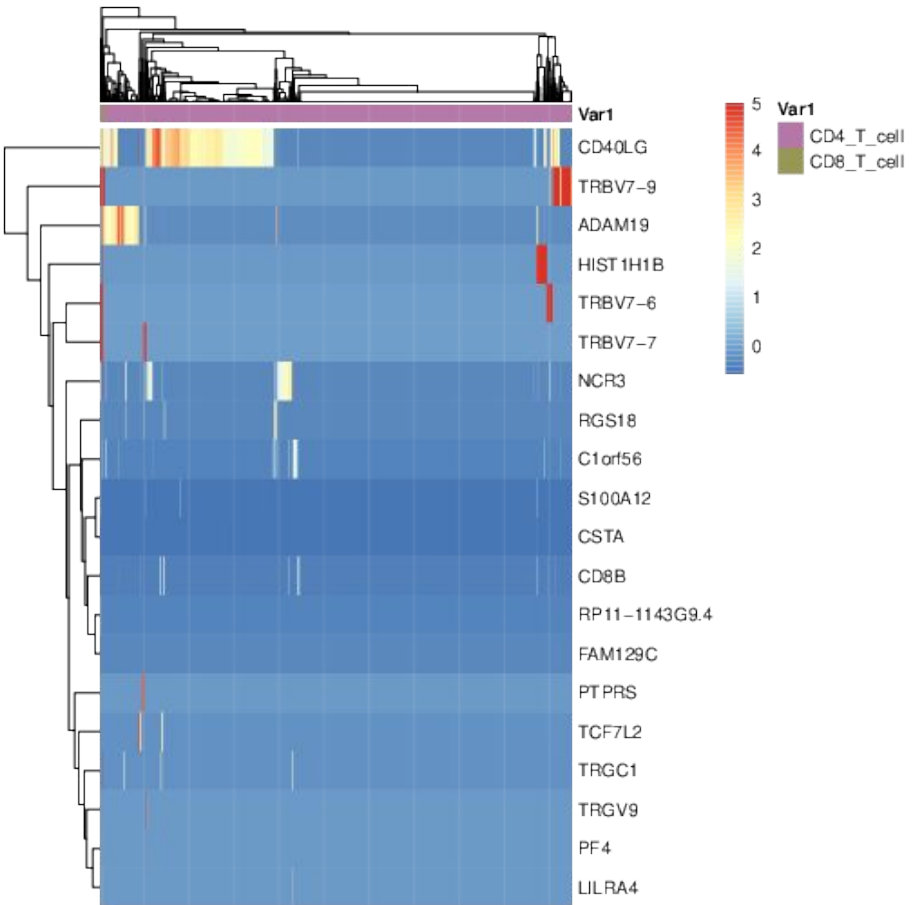 Var1
CD40LG
TRBV7-9
ADAM19
HIST1H1B
TRBV7-6
TRBV7-7
NCR3
RGS18
C1orf56
S100A12
CSTA
CD8B
RP11-1143G9.4
FAM129C
PTPRS
TCF7L2
TRGC1
TRGV9
PF4
LILRA4
5
4
3
2
1
0
Var1
CD4_T_cell
CD8_T_cell